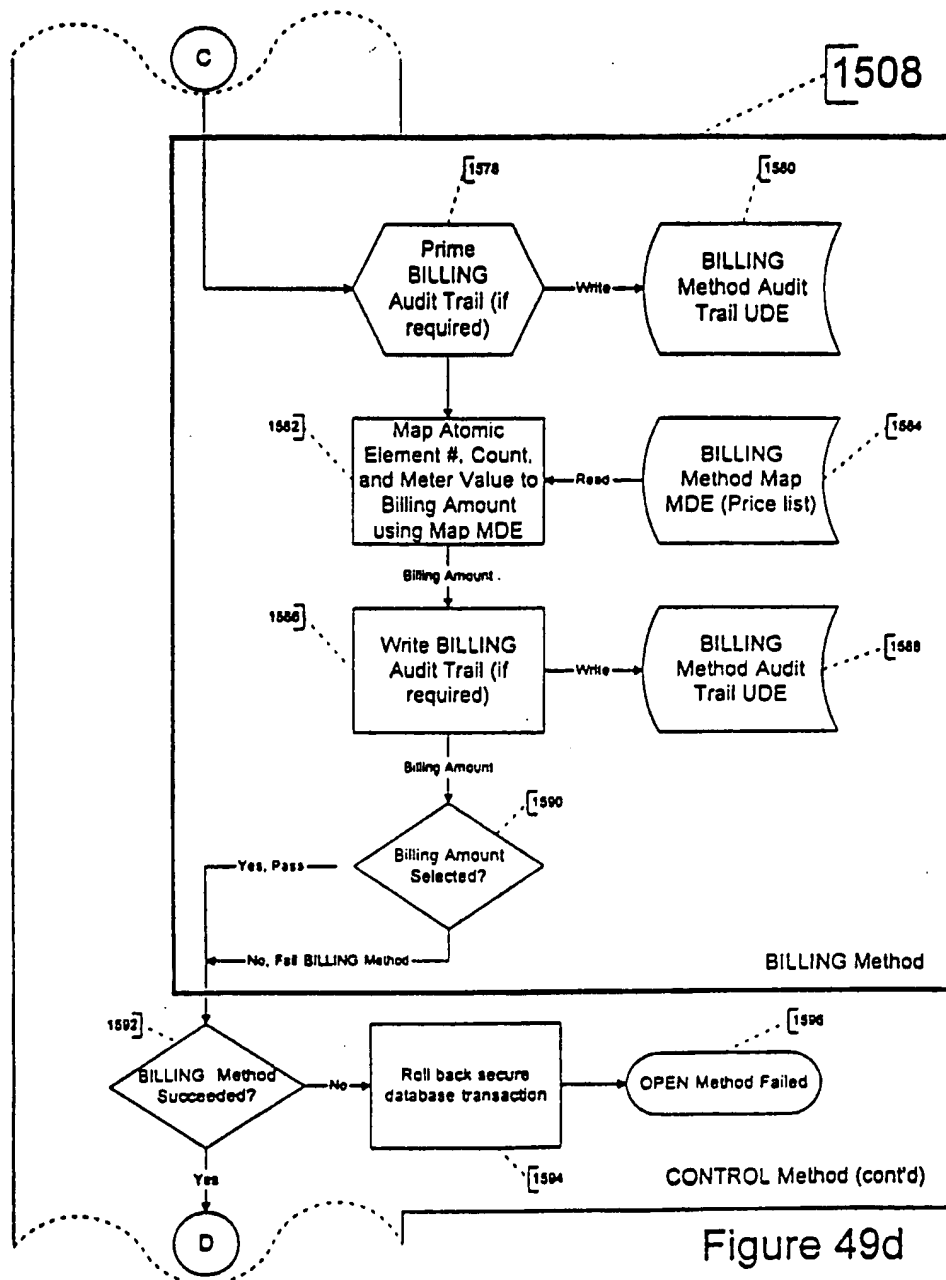 C
1508
1578
1580
Prime
BILLING
Audit Trail (if
required)
Write
BILLING
Method Audit
Trail UDE
1582
Map Atomic
Element #, Count,
and Meter Value to
Billing Amount
using Map MDE
Read
BILLING
Method Map
MDE (Price list)
1584
Billing Amount
1586
Write BILLING
Audit Trail (if
required)
Write
BILLING
Method Audit
Trail UDE
1588
Billing Amount
1590
Billing Amount
Selected?
Yes, Pass
No, Fail BILLING Method
BILLING Method
1592
BILLING Method
Succeeded?
No
Roll back secure
database transaction
1596
OPEN Method Failed
1594
Yes
CONTROL Method (cont'd)
D
Figure 49d